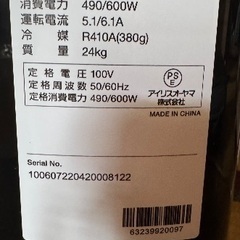 消費電力 490/600W
運転電流 5.1/6.1A
冷媒 R410A(380g)
質量 24kg
定格電圧 100V
定格周波数 50/60Hz
定格消費電力 490/600W
PS
E
アイリスオーヤマ
株式会社
MADE IN CHINA
Serial No.
100607220420008122
63239920097